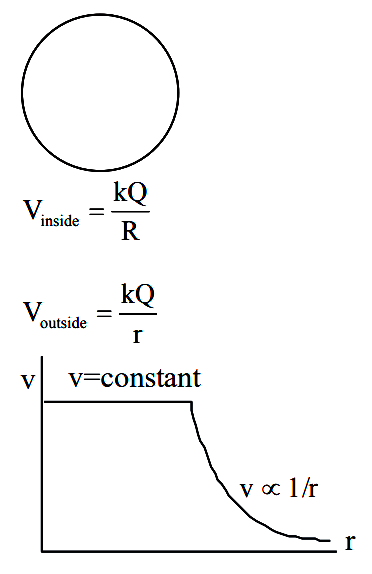 V_inside = kQ/R
V_outside = kQ/r
v=constant
v
v ∝ 1/r
r